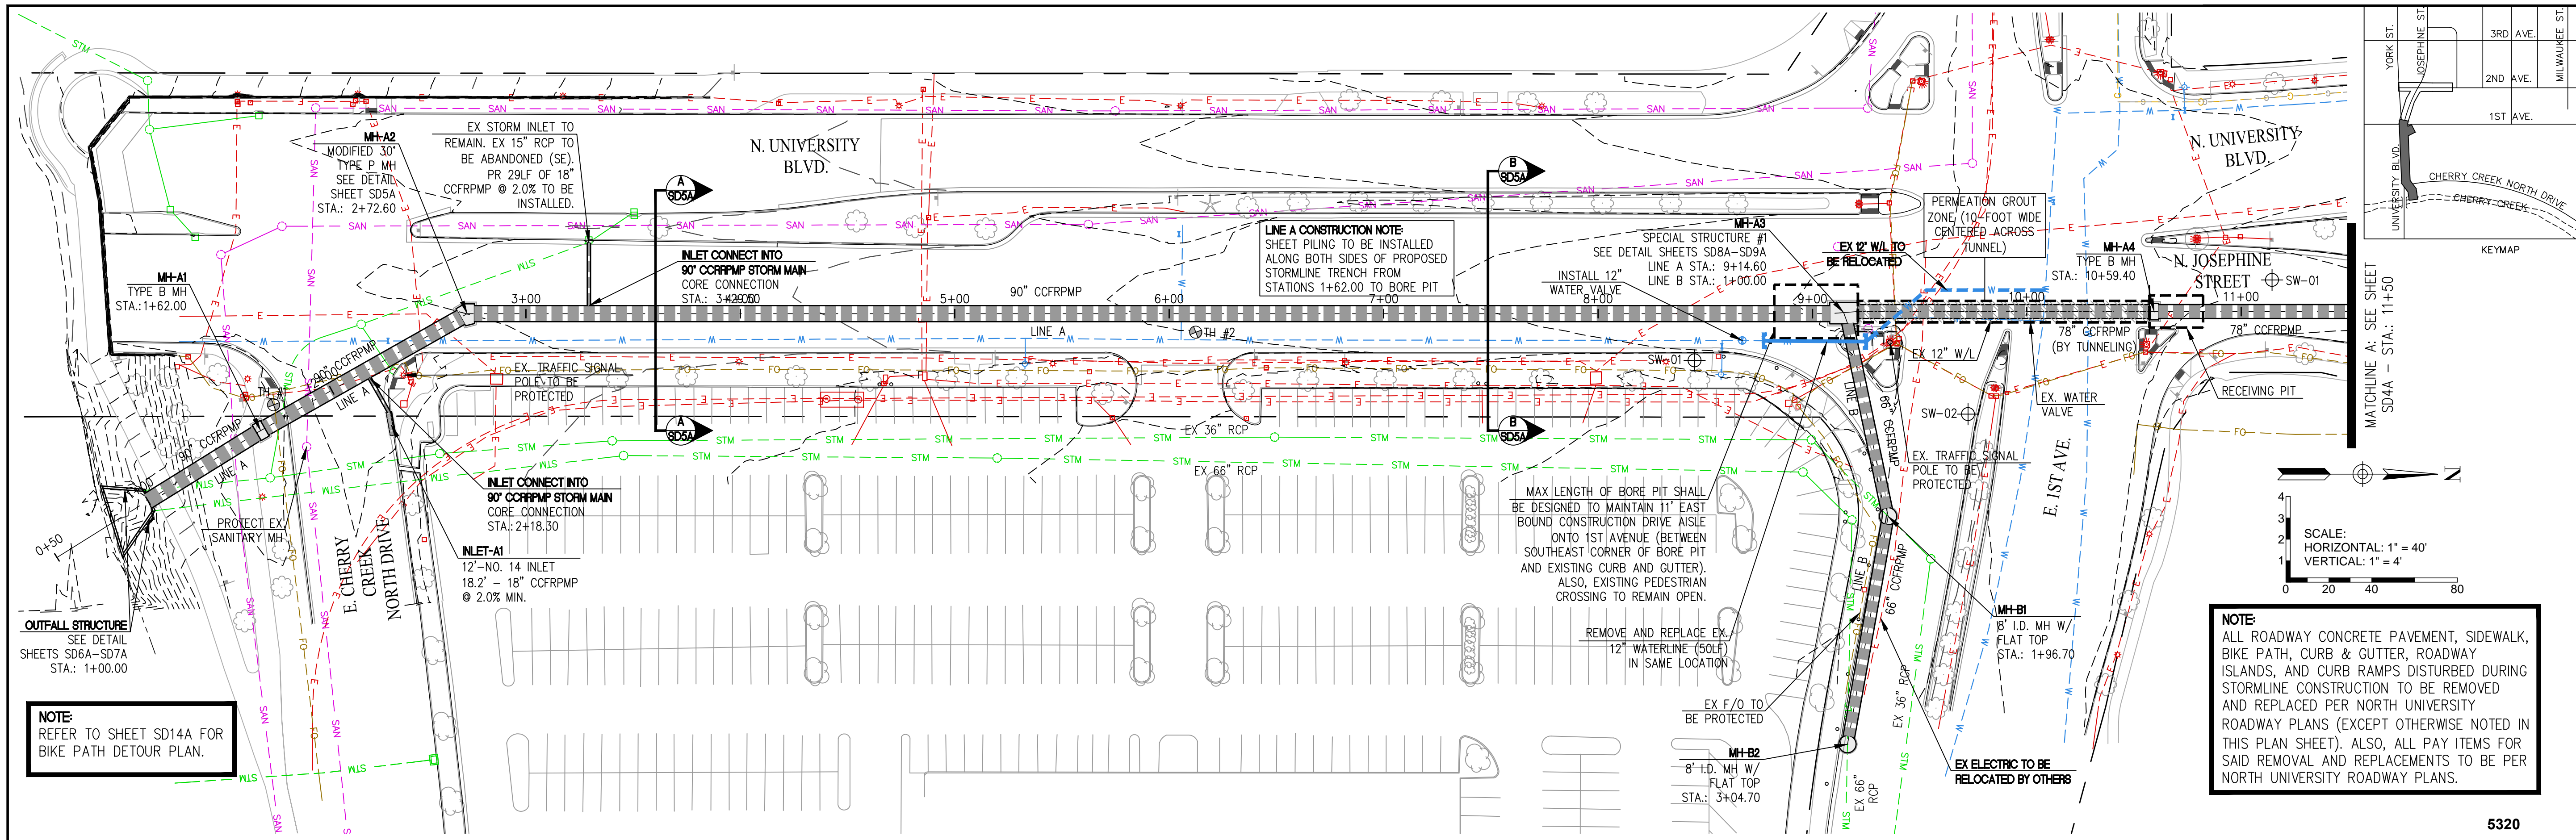 MH-A2
MODIFIED 30°
TYPE P MH
SEE DETAIL
SHEET SD5A
STA.: 2+72.60
EX STORM INLET TO
REMAIN. EX 15" RCP TO
BE ABANDONED (SE).
PR 29LF OF 18"
CCFRPMP @ 2.0% TO BE
INSTALLED.
N. UNIVERSITY
BLVD.
A
SD5A
B
SD5A
MH-A1
TYPE B MH
STA.:1+62.00
INLET CONNECT INTO
90" CCRRPMP STORM MAIN
CORE CONNECTION
LINE A CONSTRUCTION NOTE:
SHEET PILING TO BE INSTALLED
ALONG BOTH SIDES OF PROPOSED
STORMLINE TRENCH FROM
STATIONS 1+62.00 TO BORE PIT
MH-A3
SPECIAL STRUCTURE #1
SEE DETAIL SHEETS SD8A-SD9A
LINE A STA.: 9+14.60
LINE B STA.: 1+00.00
INSTALL 12"
WATER VALVE
PERMEATION GROUT
ZONE (10-FOOT WIDE
CENTERED ACROSS
TUNNEL)
EX 12" W/L TO
BE RELOCATED
MH-A4
TYPE B MH
STA.: 10+59.40
N. UNIVERSITY
BLVD.
N. JOSEPHINE
STREET
SW-01
3+00
5+00
6+00
7+00
8+00
9+00
10+00
11+00
90" CCFRPMP
LINE A
TH #2
SW-01
78" CCFRPMP
(BY TUNNELING)
78" CCFRPMP
EX 12" W/L
EX. WATER
VALVE
RECEIVING PIT
90" CCFRPMP
2+00
LINE A
TH #1
EX. TRAFFIC SIGNAL
POLE TO BE
PROTECTED
A
SD5A
B
SD5A
EX 36" RCP
EX 66" RCP
90" CCFRPMP
LINE A
0+50
PROTECT EX
SANITARY MH
OUTFALL STRUCTURE
SEE DETAIL
SHEETS SD6A-SD7A
STA.: 1+00.00
E. CHERRY
CREEK
NORTH DRIVE
INLET CONNECT INTO
90" CCRRPMP STORM MAIN
CORE CONNECTION
STA.:2+18.30
INLET-A1
12'-NO. 14 INLET
18.2' - 18" CCFRPMP
@ 2.0% MIN.
NOTE:
REFER TO SHEET SD14A FOR
BIKE PATH DETOUR PLAN.
MAX LENGTH OF BORE PIT SHALL
BE DESIGNED TO MAINTAIN 11' EAST
BOUND CONSTRUCTION DRIVE AISLE
ONTO 1ST AVENUE (BETWEEN
SOUTHEAST CORNER OF BORE PIT
AND EXISTING CURB AND GUTTER).
ALSO, EXISTING PEDESTRIAN
CROSSING TO REMAIN OPEN.
REMOVE AND REPLACE EX.
12" WATERLINE (50LF)
IN SAME LOCATION
EX F/O TO
BE PROTECTED
MH-B2
8' I.D. MH W/
FLAT TOP
STA.: 3+04.70
LINE B
66" CCFRPMP
SW-02
EX. TRAFFIC SIGNAL
POLE TO BE
PROTECTED
E. 1ST AVE.
LINE B
66" CCFRPMP
MH-B1
8' I.D. MH W/
FLAT TOP
STA.: 1+96.70
EX 36" RCP
EX 66"
RCP
EX ELECTRIC TO BE
RELOCATED BY OTHERS
YORK ST.
JOSEPHINE ST.
3RD AVE.
MILWAUKEE ST.
2ND AVE.
1ST AVE.
UNIVERSITY BLVD.
CHERRY CREEK NORTH DRIVE
CHERRY CREEK
KEYMAP
MATCHLINE A: SEE SHEET
SD4A - STA.: 11+50
N
4
3
2
1
SCALE:
HORIZONTAL: 1" = 40'
VERTICAL: 1" = 4'
0 20 40 80
NOTE:
ALL ROADWAY CONCRETE PAVEMENT, SIDEWALK,
BIKE PATH, CURB & GUTTER, ROADWAY
ISLANDS, AND CURB RAMPS DISTURBED DURING
STORMLINE CONSTRUCTION TO BE REMOVED
AND REPLACED PER NORTH UNIVERSITY
ROADWAY PLANS (EXCEPT OTHERWISE NOTED IN
THIS PLAN SHEET). ALSO, ALL PAY ITEMS FOR
SAID REMOVAL AND REPLACEMENTS TO BE PER
NORTH UNIVERSITY ROADWAY PLANS.
5320